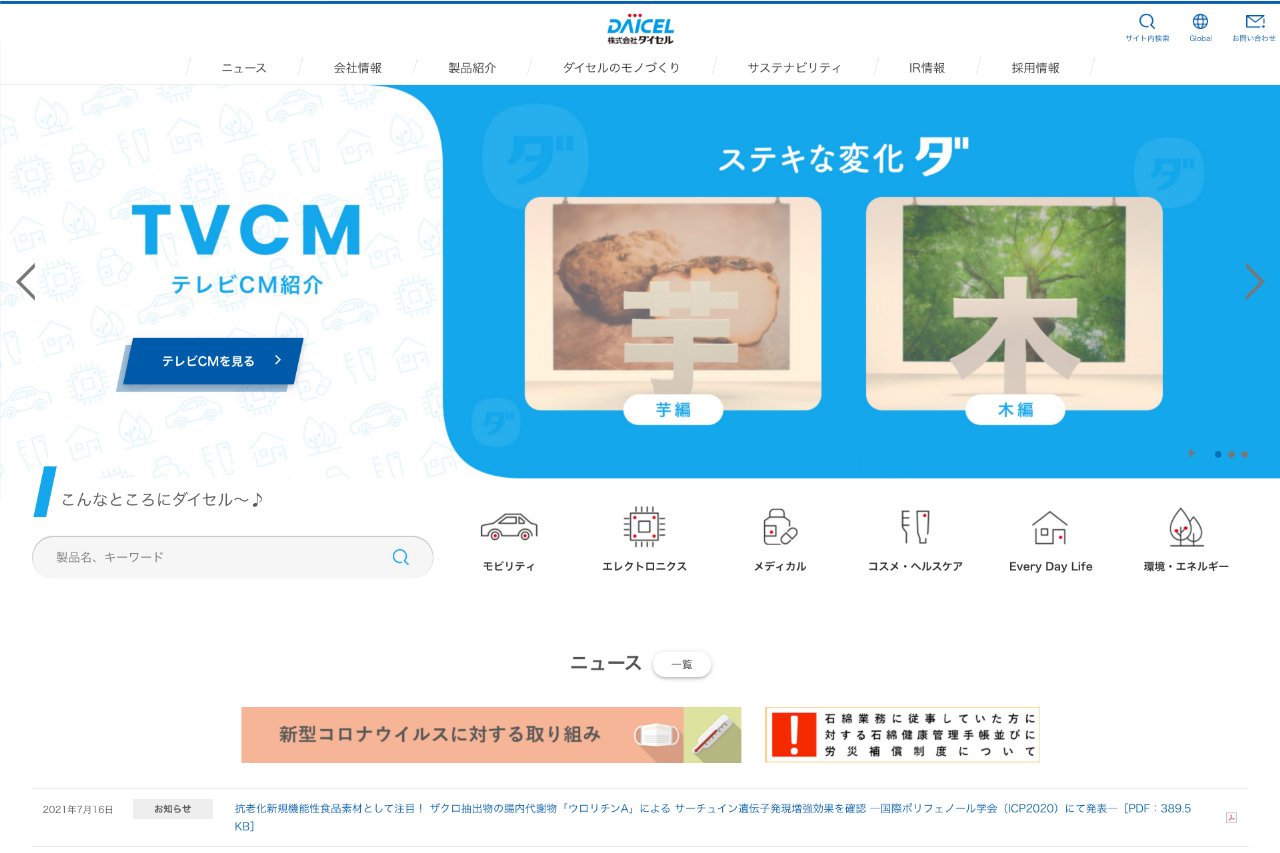 DAICEL
株式会社ダイセル
サイト内検索
Global
お問い合わせ
ニュース
会社情報
製品紹介
ダイセルのモノづくり
サステナビリティ
IR情報
採用情報
TVCM
テレビCM紹介
テレビCMを見る
ダ
ステキな変化 ダ
ダ
芋
芋編
木
木編
ダ
こんなところにダイセル〜♪
製品名、キーワード
モビリティ
エレクトロニクス
メディカル
コスメ・ヘルスケア
Every Day Life
環境・エネルギー
ニュース
一覧
新型コロナウイルスに対する取り組み
石綿業務に従事していた方に
対する石綿健康管理手帳並びに
労災補償制度について
2021年7月16日
お知らせ
抗老化新規機能性食品素材として注目！ ザクロ抽出物の腸内代謝物「ウロリチンA」による サーチュイン遺伝子発現増強効果を確認 ―国際ポリフェノール学会（ICP2020）にて発表―［PDF：389.5
KB］